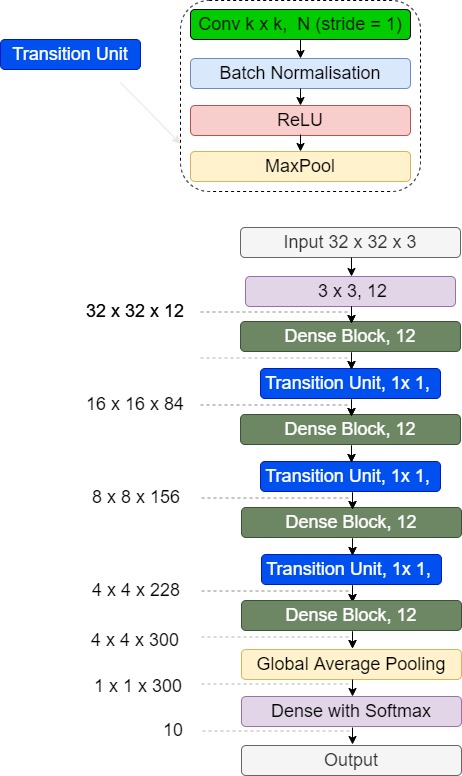 Conv k x k, N (stride = 1)
Transition Unit
Batch Normalisation
ReLU
MaxPool
Input 32 x 32 x 3
3 x 3, 12
32 x 32 x 12
Dense Block, 12
Transition Unit, 1x 1,
16 x 16 x 84
Dense Block, 12
Transition Unit, 1x 1,
8 x 8 x 156
Dense Block, 12
Transition Unit, 1x 1,
4 x 4 x 228
Dense Block, 12
4 x 4 x 300
Global Average Pooling
1 x 1 x 300
Dense with Softmax
10
Output